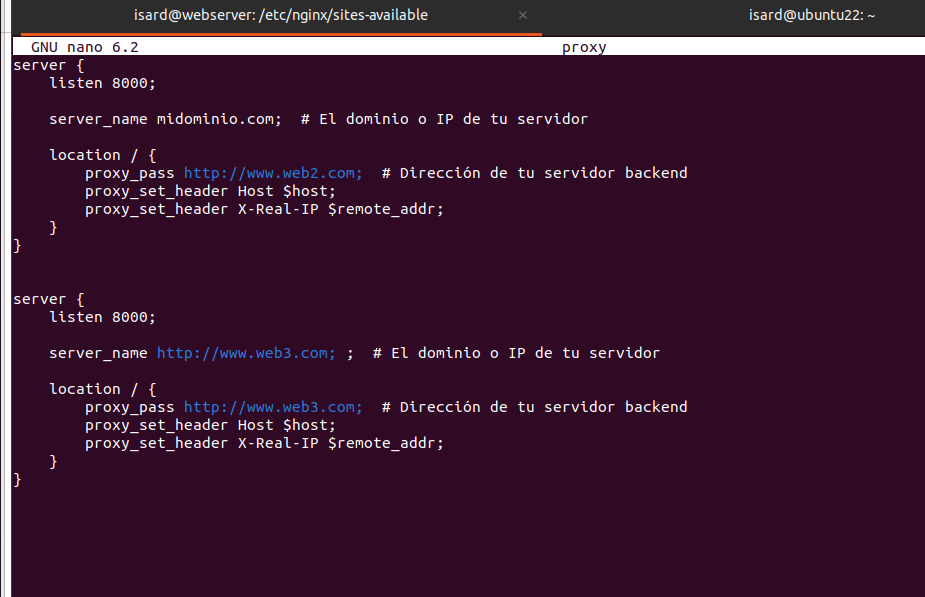 isard@webserver: /etc/nginx/sites-available × isard@ubuntu22: ~
GNU nano 6.2 proxy
server {
    listen 8000;

    server_name midominio.com;  # El dominio o IP de tu servidor

    location / {
        proxy_pass http://www.web2.com;  # Dirección de tu servidor backend
        proxy_set_header Host $host;
        proxy_set_header X-Real-IP $remote_addr;
    }
}


server {
    listen 8000;

    server_name http://www.web3.com; ;  # El dominio o IP de tu servidor

    location / {
        proxy_pass http://www.web3.com;  # Dirección de tu servidor backend
        proxy_set_header Host $host;
        proxy_set_header X-Real-IP $remote_addr;
    }
}